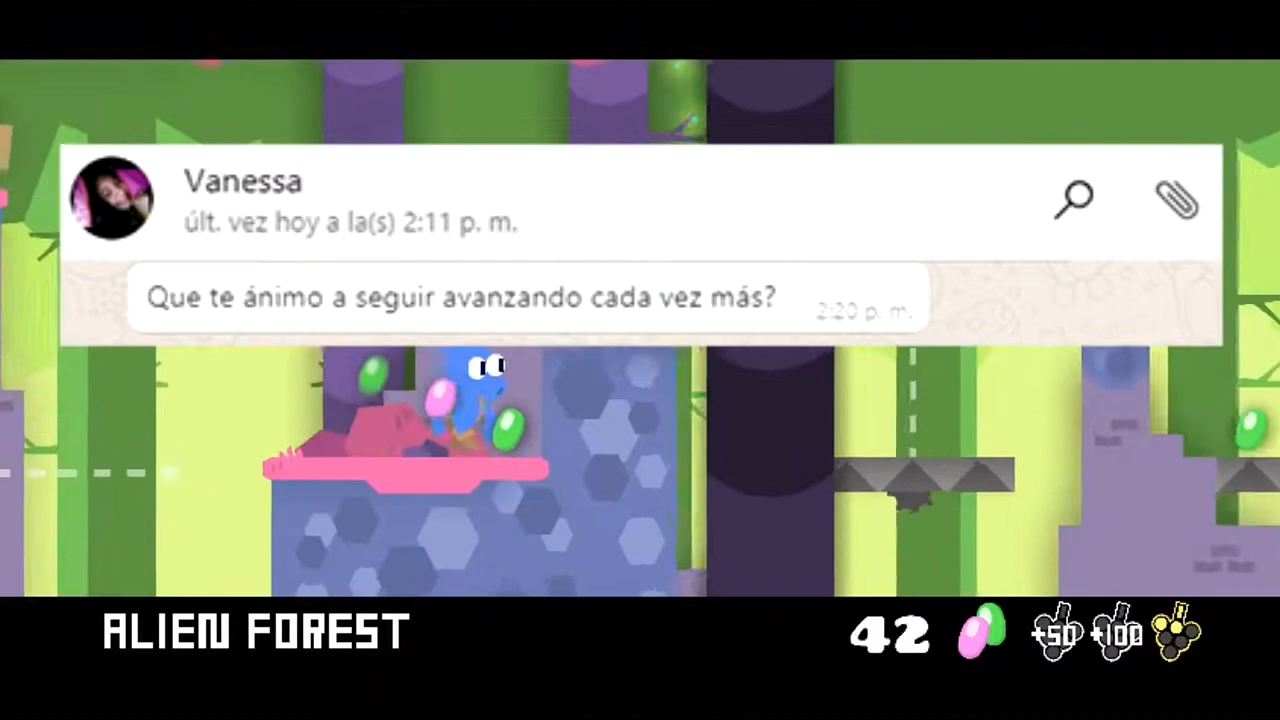 Vanessa
últ. vez hoy a la(s) 2:11 p. m.
Que te ánimo a seguir avanzando cada vez más?
2:20 p. m.
ALIEN FOREST
42
+50 +100